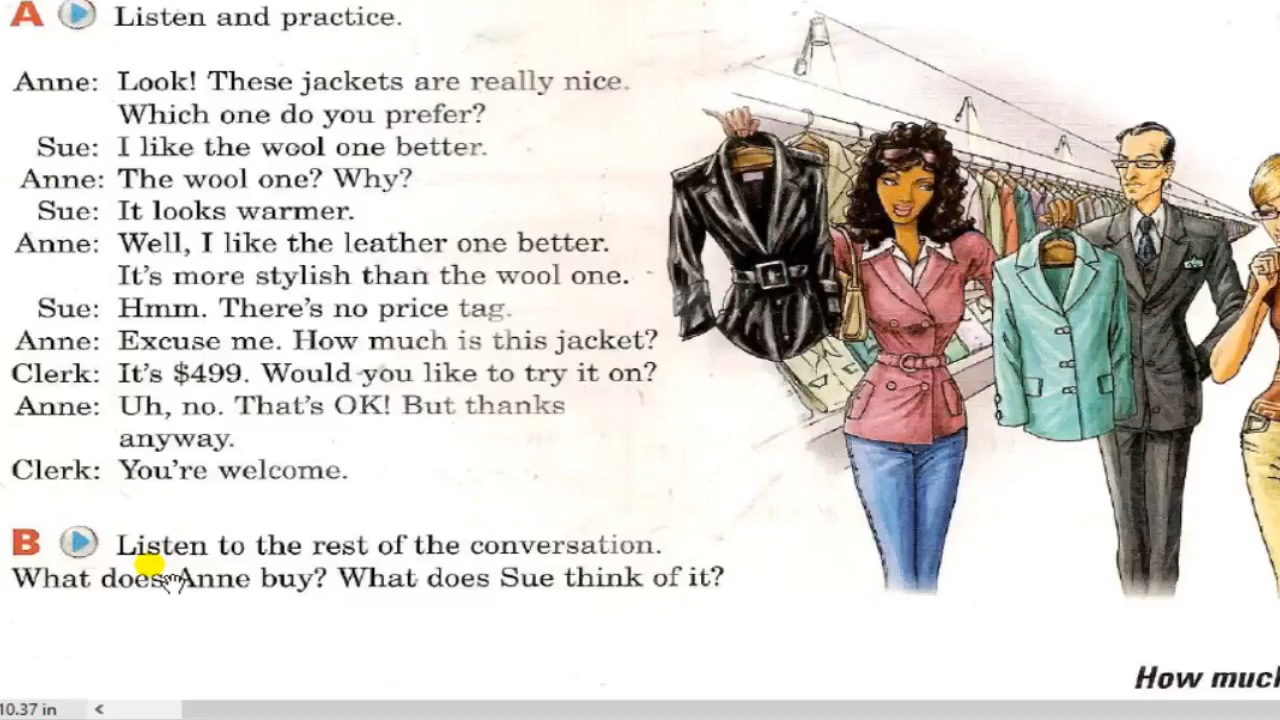 A Listen and practice.
Anne: Look! These jackets are really nice.
Which one do you prefer?
Sue: I like the wool one better.
Anne: The wool one? Why?
Sue: It looks warmer.
Anne: Well, I like the leather one better.
It's more stylish than the wool one.
Sue: Hmm. There's no price tag.
Anne: Excuse me. How much is this jacket?
Clerk: It's $499. Would you like to try it on?
Anne: Uh, no. That's OK! But thanks
anyway.
Clerk: You're welcome.
B Listen to the rest of the conversation.
What does Anne buy? What does Sue think of it?
How much
10.37 in